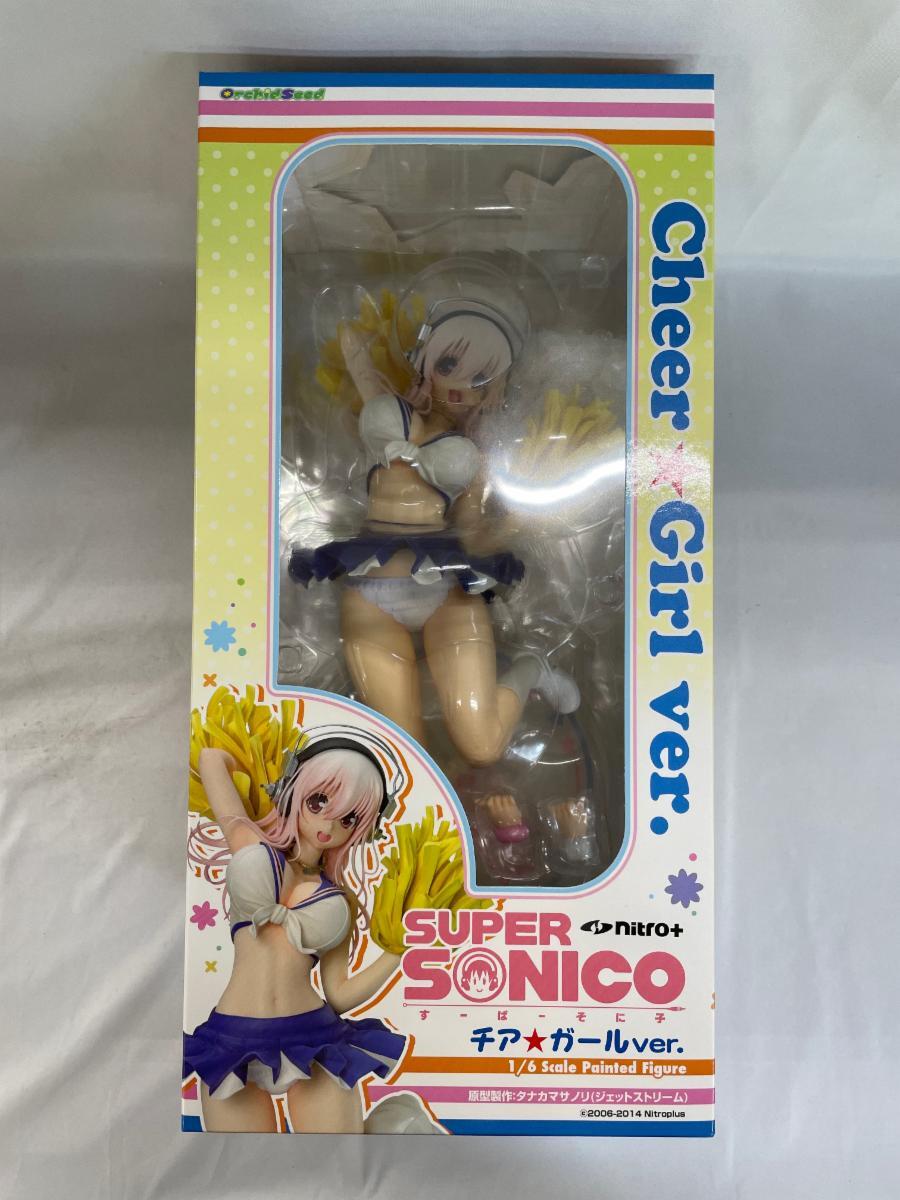 OrchidSeed
Cheer★Girl ver.
SUPER
nitro+
SONICO
すーぱーそに子
チア★ガールver.
1/6 Scale Painted Figure
原型製作:タナカマサノリ(ジェットストリーム)
©2006-2014 Nitroplus